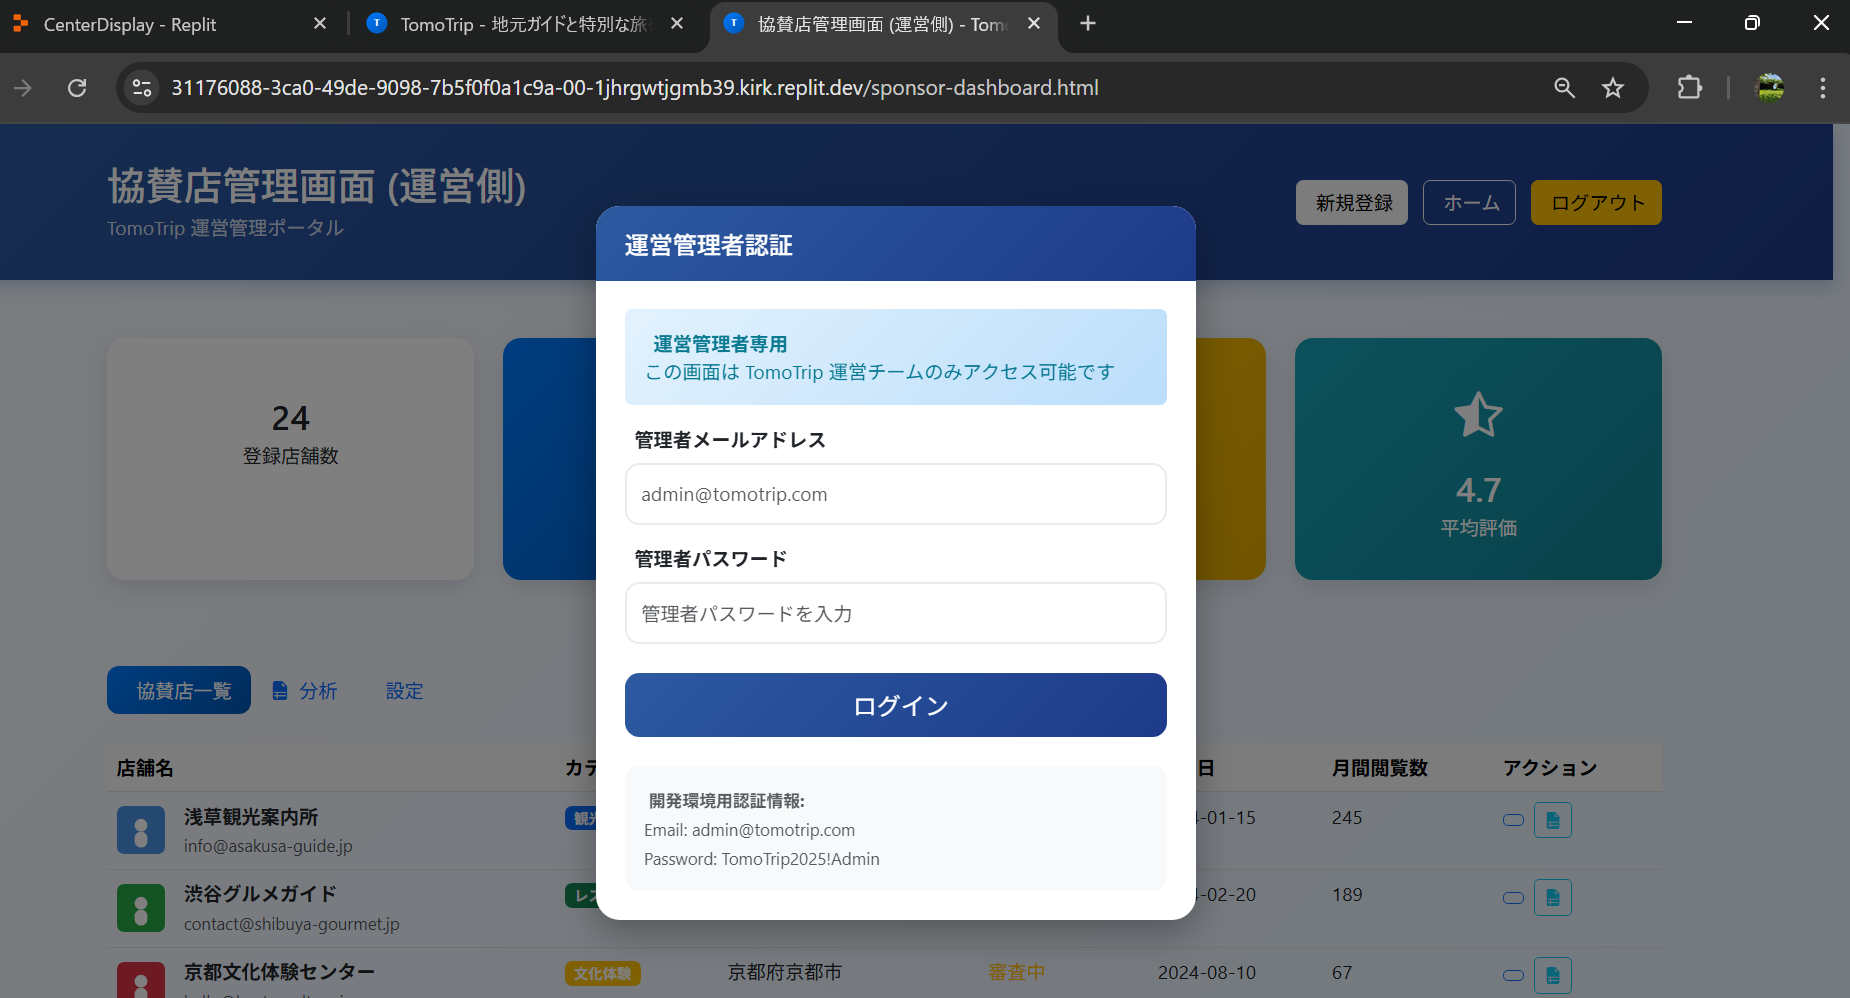 CenterDisplay - Replit
TomoTrip - 地元ガイドと特別な旅
協賛店管理画面 (運営側) - Tom
31176088-3ca0-49de-9098-7b5f0f0a1c9a-00-1jhrgwtjgmb39.kirk.replit.dev/sponsor-dashboard.html
協賛店管理画面 (運営側)
TomoTrip 運営管理ポータル
新規登録
ホーム
ログアウト
運営管理者認証
運営管理者専用
この画面は TomoTrip 運営チームのみアクセス可能です
管理者メールアドレス
admin@tomotrip.com
管理者パスワード
管理者パスワードを入力
ログイン
開発環境用認証情報:
Email: admin@tomotrip.com
Password: TomoTrip2025!Admin
24
登録店舗数
4.7
平均評価
協賛店一覧
分析
設定
店舗名
カテ
日
月間閲覧数
アクション
浅草観光案内所
info@asakusa-guide.jp
観光
-01-15
245
渋谷グルメガイド
contact@shibuya-gourmet.jp
レス
-02-20
189
京都文化体験センター
文化体験
京都府京都市
審査中
2024-08-10
67